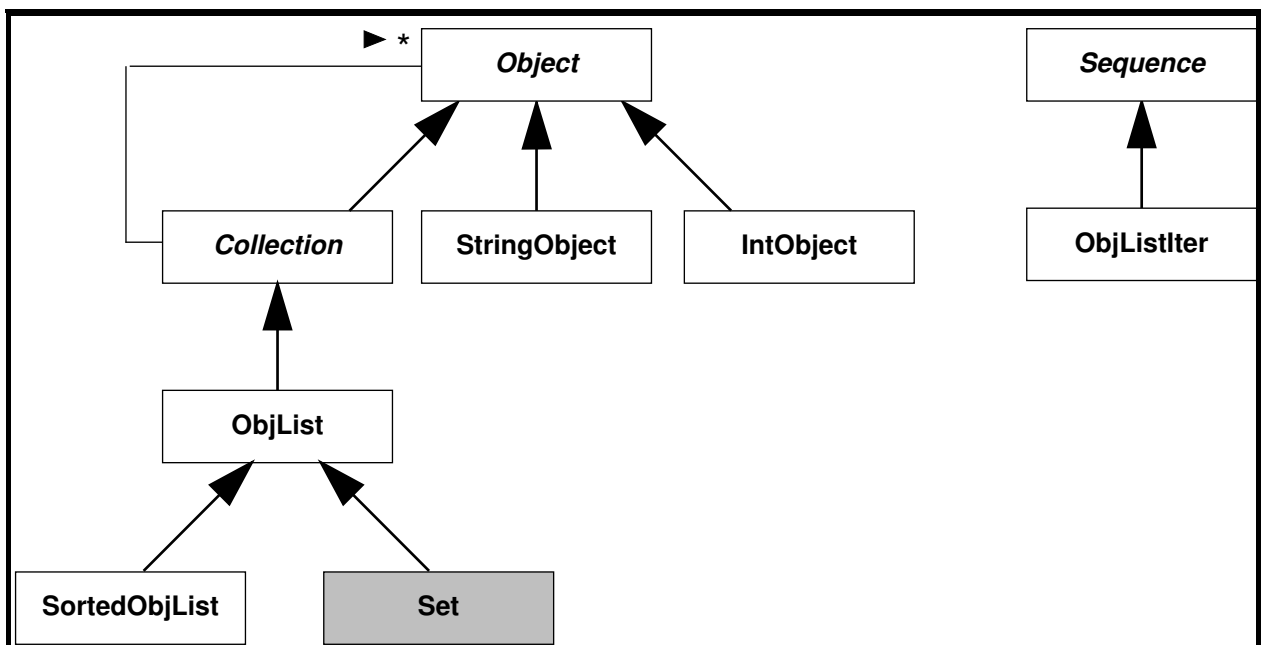 *
Object
Sequence
Collection
StringObject
IntObject
ObjListIter
ObjList
SortedObjList
Set